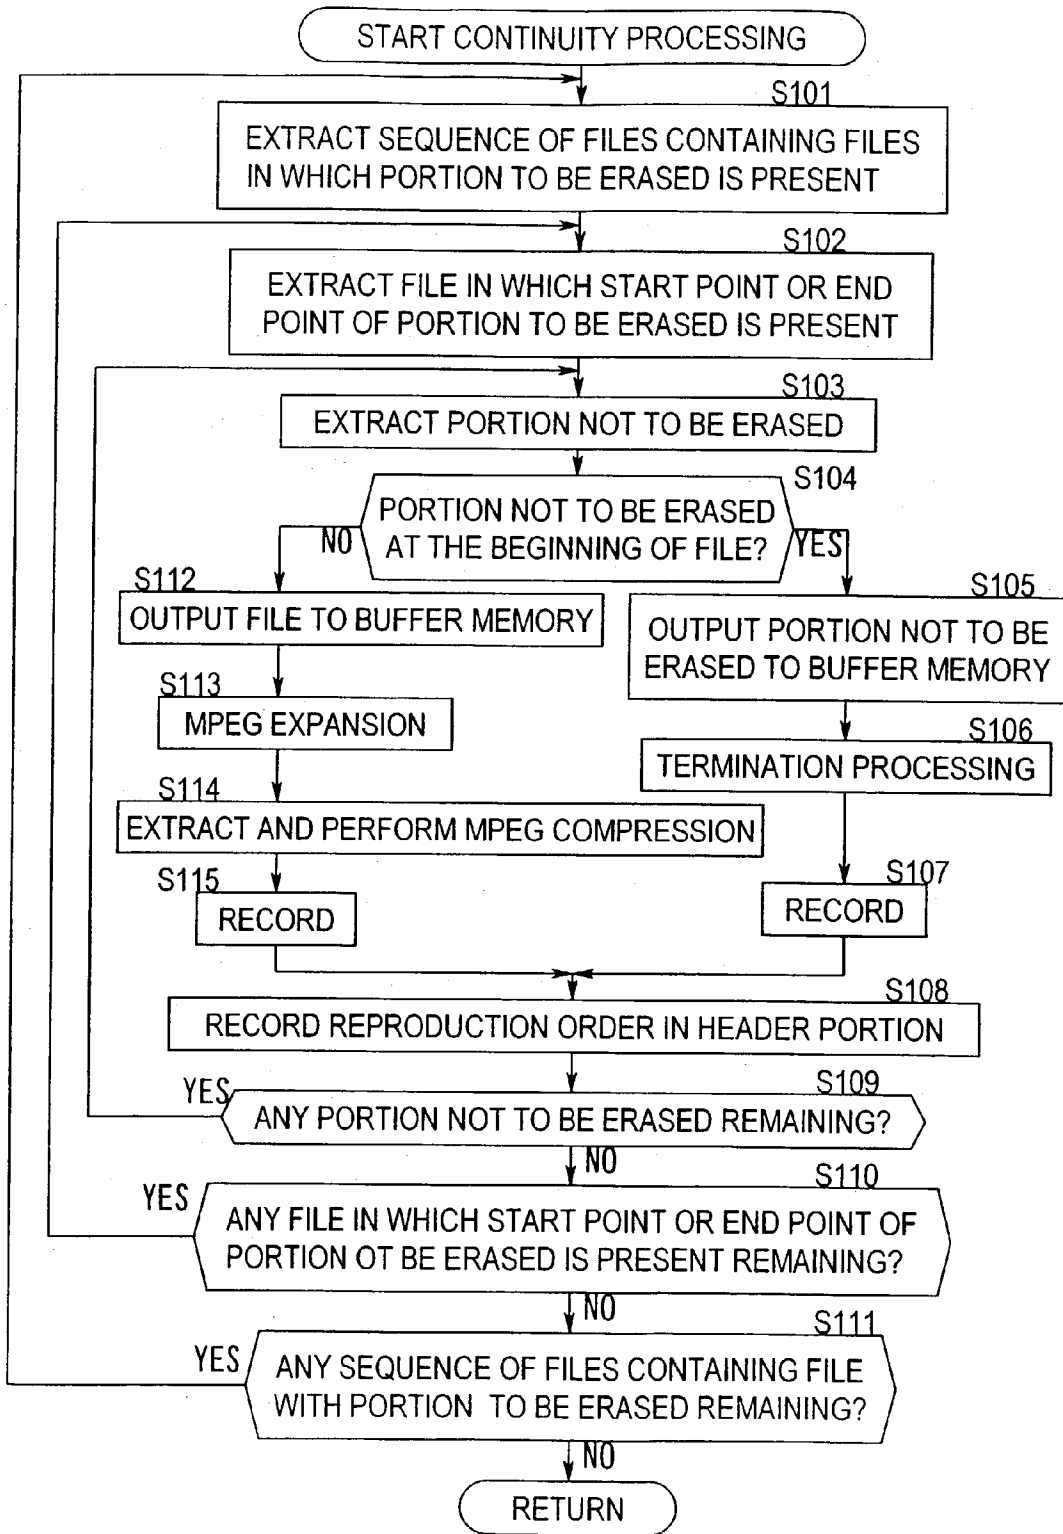 START CONTINUITY PROCESSING
S101
EXTRACT SEQUENCE OF FILES CONTAINING FILES
IN WHICH PORTION TO BE ERASED IS PRESENT
S102
EXTRACT FILE IN WHICH START POINT OR END
POINT OF PORTION TO BE ERASED IS PRESENT
S103
EXTRACT PORTION NOT TO BE ERASED
S104
PORTION NOT TO BE ERASED
AT THE BEGINNING OF FILE?
NO
YES
S112
OUTPUT FILE TO BUFFER MEMORY
S105
OUTPUT PORTION NOT TO BE
ERASED TO BUFFER MEMORY
S113
MPEG EXPANSION
S106
TERMINATION PROCESSING
S114
EXTRACT AND PERFORM MPEG COMPRESSION
S115
RECORD
S107
RECORD
S108
RECORD REPRODUCTION ORDER IN HEADER PORTION
S109
YES
ANY PORTION NOT TO BE ERASED REMAINING?
NO
S110
YES
ANY FILE IN WHICH START POINT OR END POINT OF
PORTION OT BE ERASED IS PRESENT REMAINING?
NO
S111
YES
ANY SEQUENCE OF FILES CONTAINING FILE
WITH PORTION TO BE ERASED REMAINING?
NO
RETURN